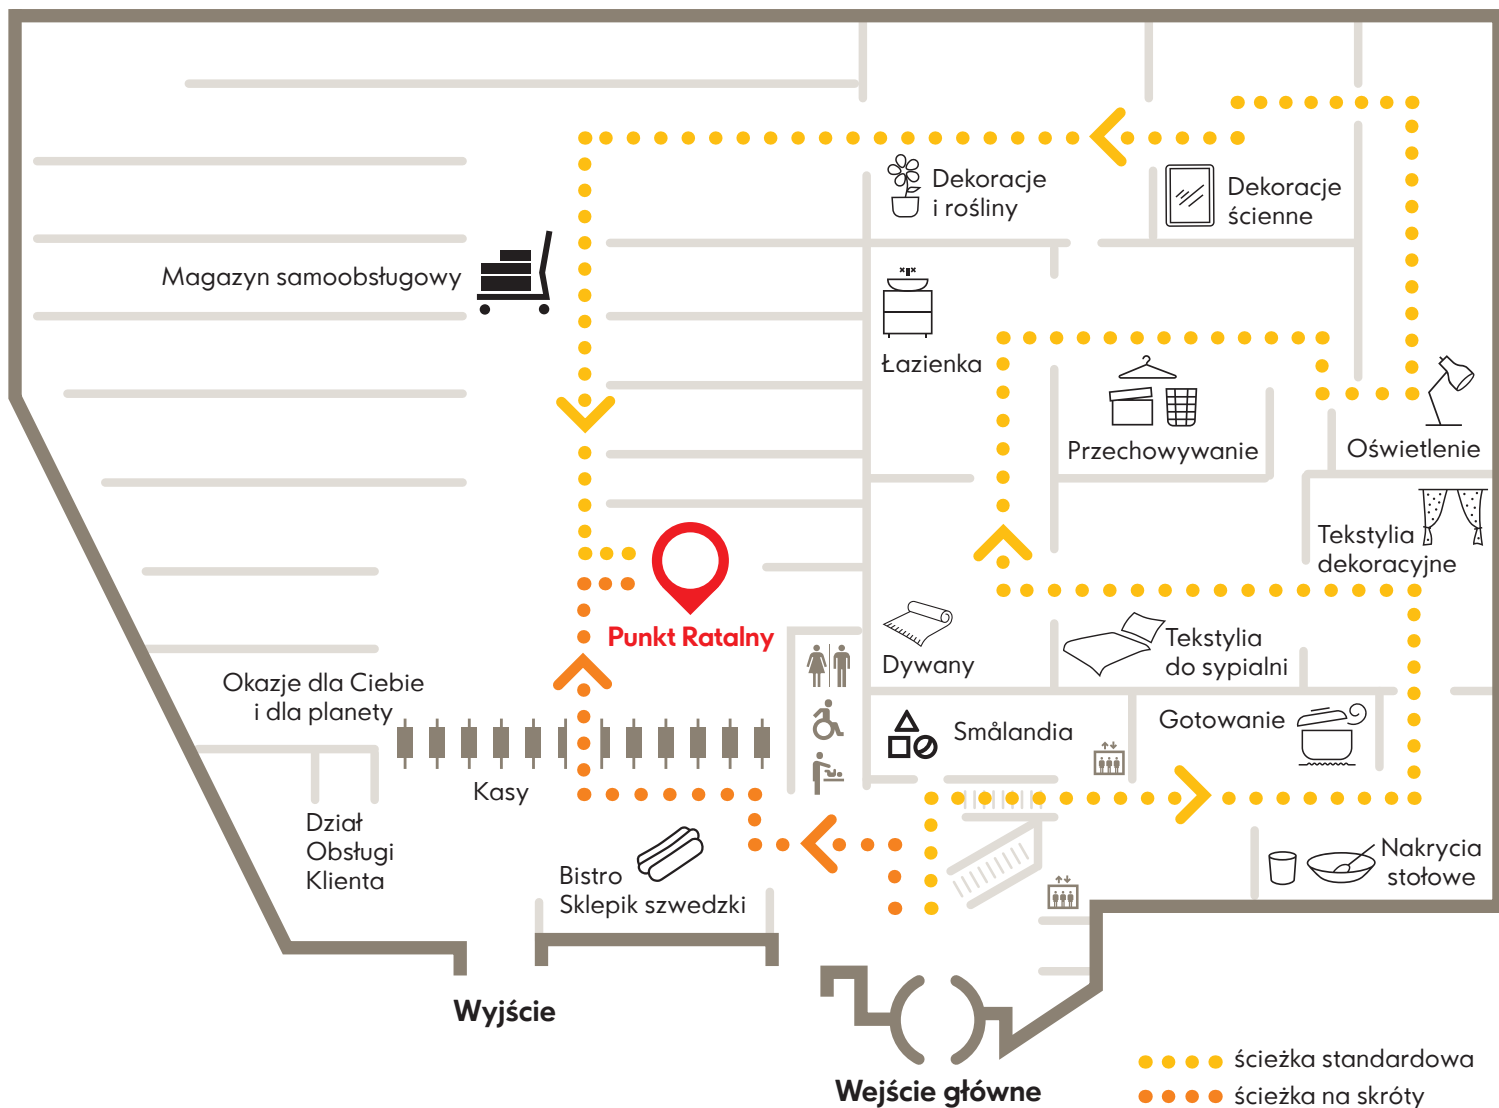 Dekoracje
i rośliny
Dekoracje
ścienne
Magazyn samoobsługowy
Łazienka
Przechowywanie
Oświetlenie
Tekstylia
dekoracyjne
Punkt Ratalny
Dywany
Tekstylia
do sypialni
Okazje dla Ciebie
i dla planety
Smålandia
Gotowanie
Kasy
Dział
Obsługi
Klienta
Bistro
Sklepik szwedzki
Nakrycia
stołowe
Wyjście
Wejście główne
ścieżka standardowa
ścieżka na skróty